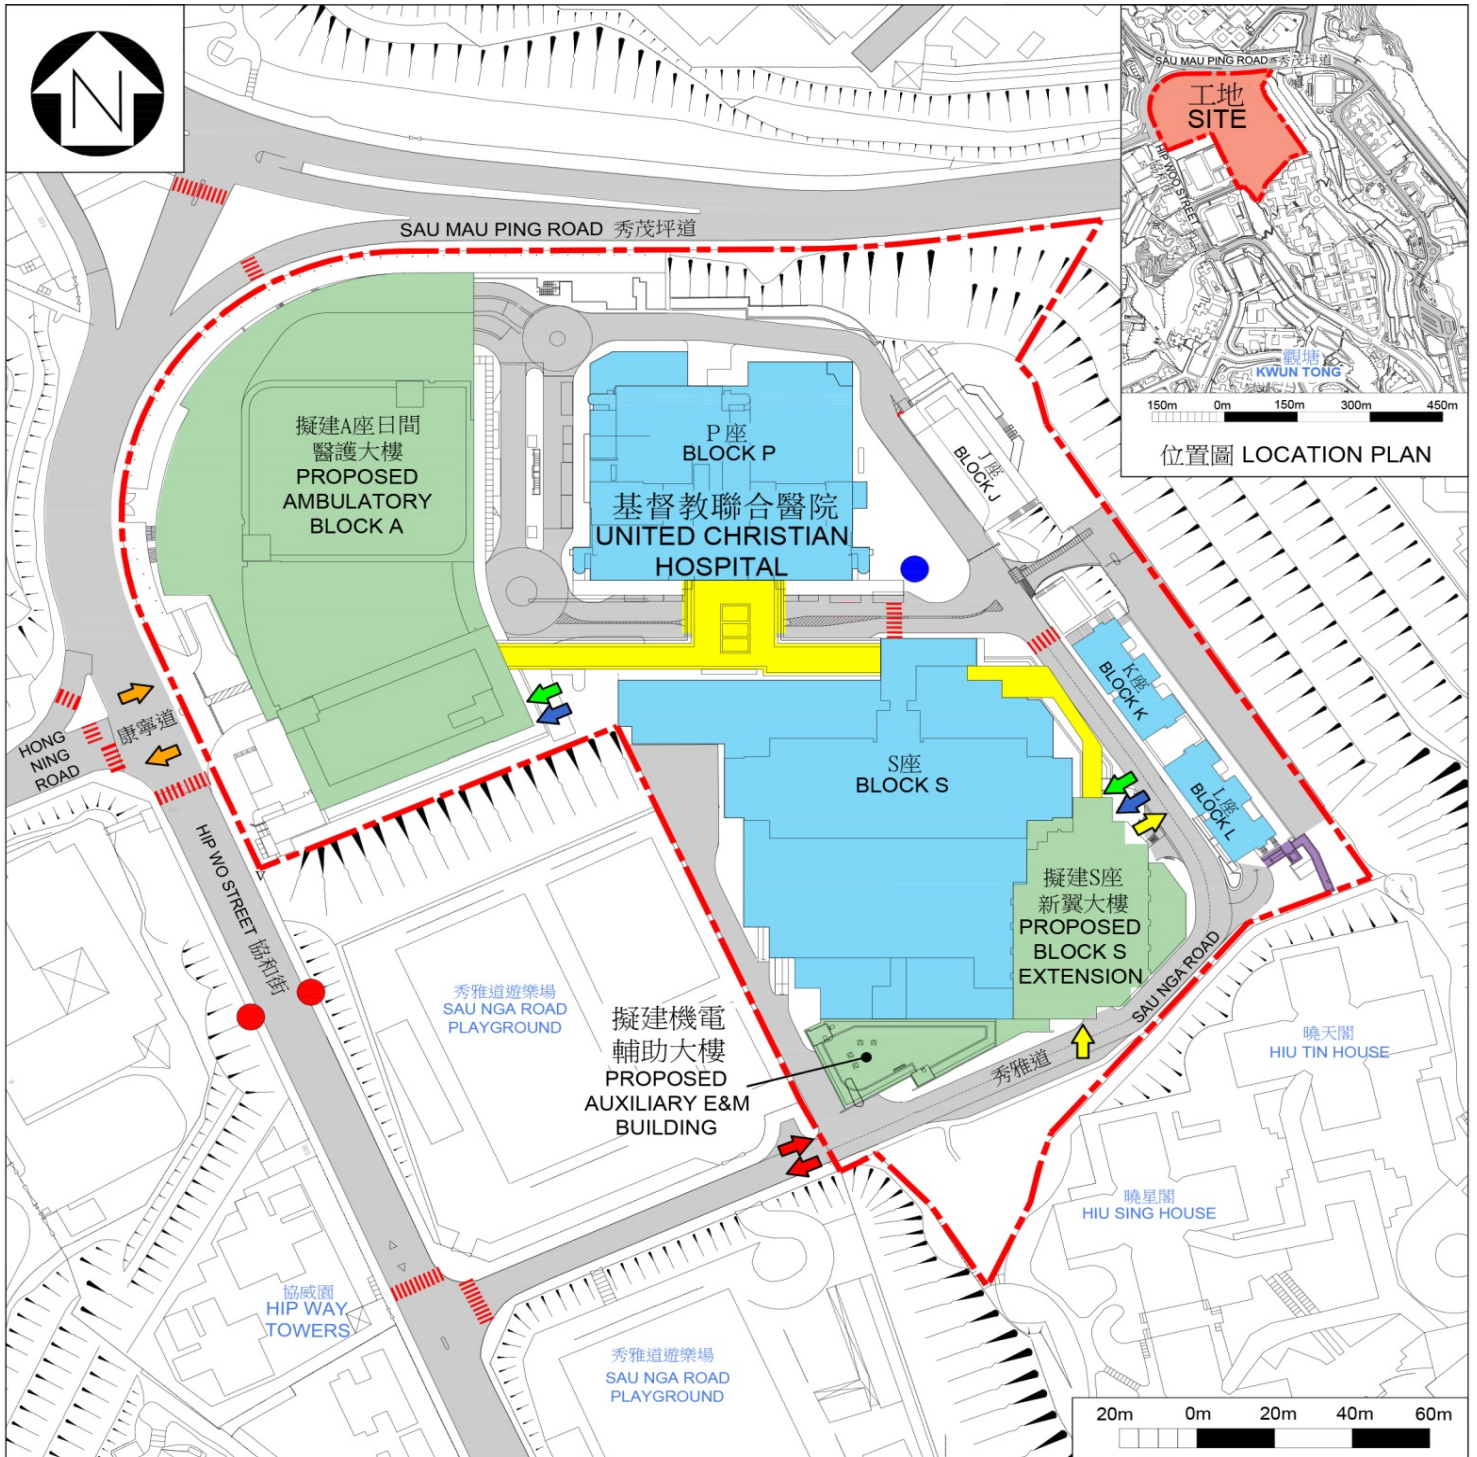 N
SAU MAU PING ROAD 秀茂坪道
SAU MAU PING ROAD 秀茂坪道
工地
SITE
HIP WOO STREET
觀塘
KWUN TONG
150m 0m 150m 300m 450m
位置圖 LOCATION PLAN
擬建A座日間
醫護大樓
PROPOSED
AMBULATORY
BLOCK A
P座
BLOCK P
基督教聯合醫院
UNITED CHRISTIAN
HOSPITAL
J座
BLOCK J
K座
BLOCK K
L座
BLOCK L
S座
BLOCK S
擬建S座
新翼大樓
PROPOSED
BLOCK S
EXTENSION
康寧道
HONG
NING
ROAD
HIP WO STREET 協和街
秀雅道遊樂場
SAU NGA ROAD
PLAYGROUND
擬建機電
輔助大樓
PROPOSED
AUXILIARY E&M
BUILDING
SAU NGA ROAD
秀雅道
曉天閣
HIU TIN HOUSE
曉星閣
HIU SING HOUSE
協威園
HIP WAY
TOWERS
秀雅道遊樂場
SAU NGA ROAD
PLAYGROUND
20m 0m 20m 40m 60m